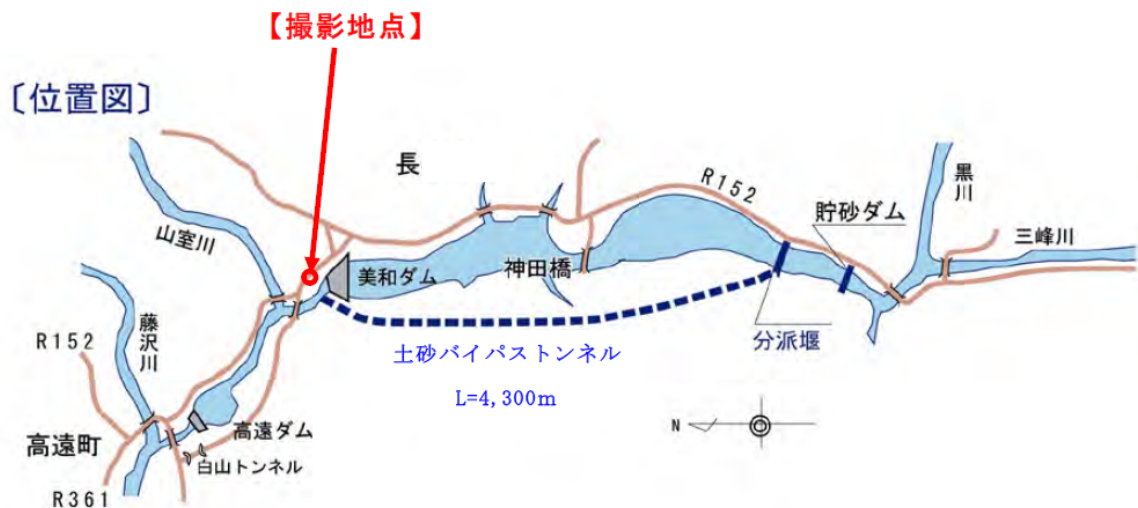 【撮影地点】
〔位置図〕
長
R152
黒川
貯砂ダム
三峰川
山室川
美和ダム
神田橋
藤沢川
R152
分派堰
土砂バイパストンネル
L=4,300m
N
高遠町
高遠ダム
白山トンネル
R361